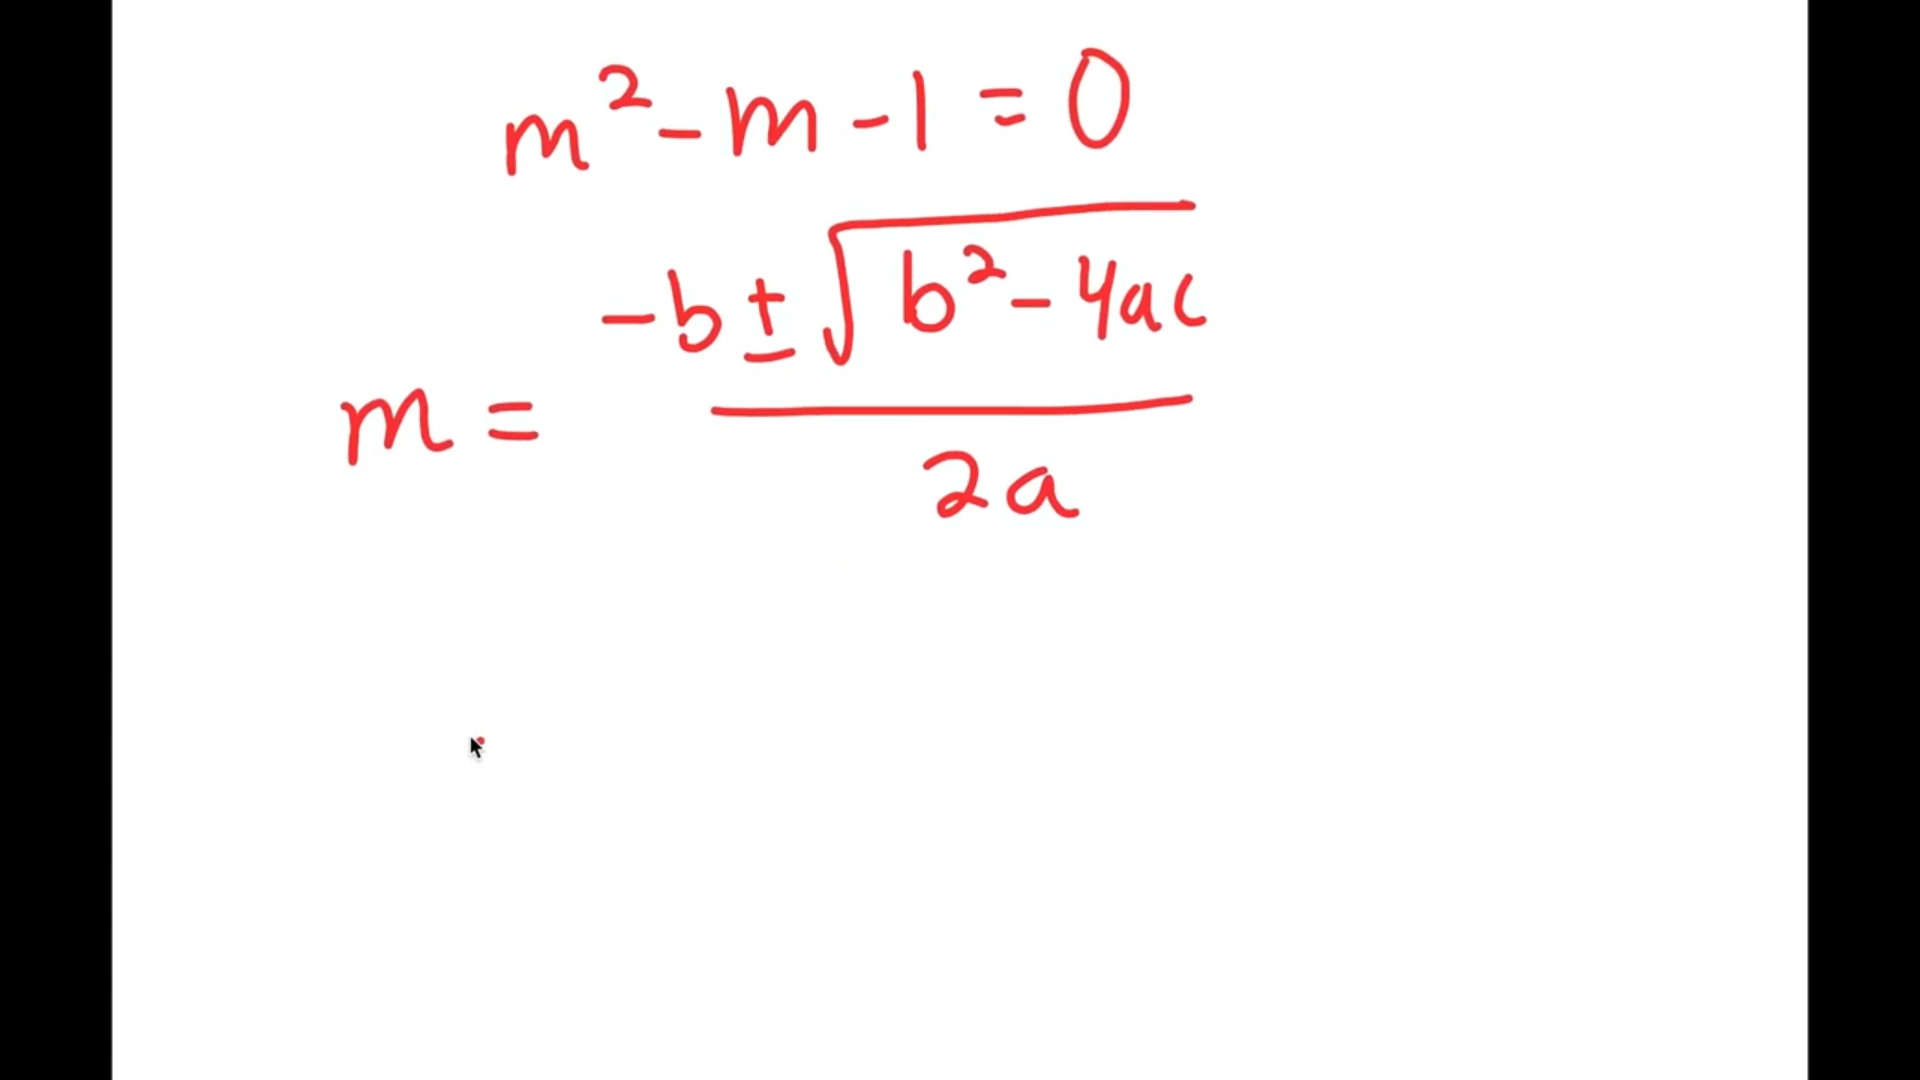 m² - m - 1 = 0
m = -b ± √b² - 4ac / 2a